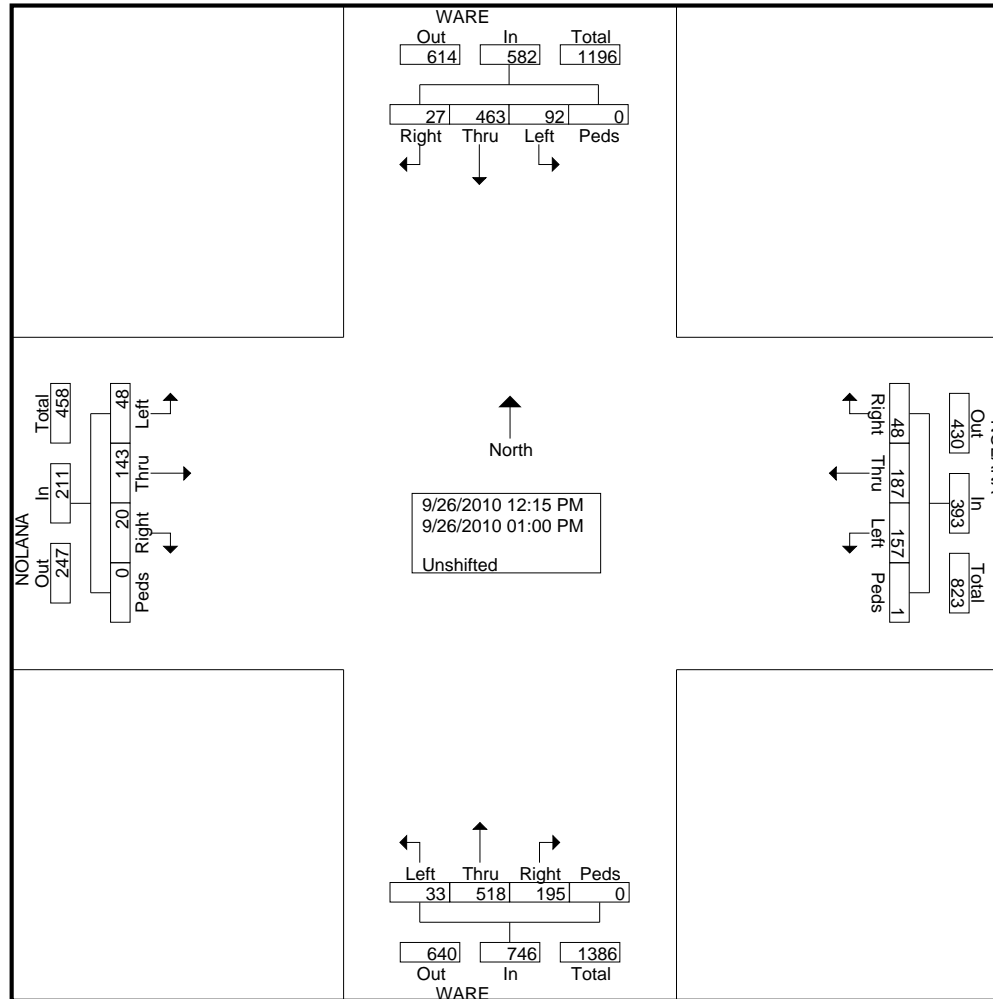 WARE
Out In Total
614 582 1196
27 463 92 0
Right Thru Left Peds
Total In Out
458 211 247
NOLANA
48 143 20 0
Left Thru Right Peds
North
9/26/2010 12:15 PM
9/26/2010 01:00 PM
Unshifted
Right Thru Left Peds
48 187 157 1
Out In Total
430 393 823
Left Thru Right Peds
33 518 195 0
640 746 1386
Out In Total
WARE